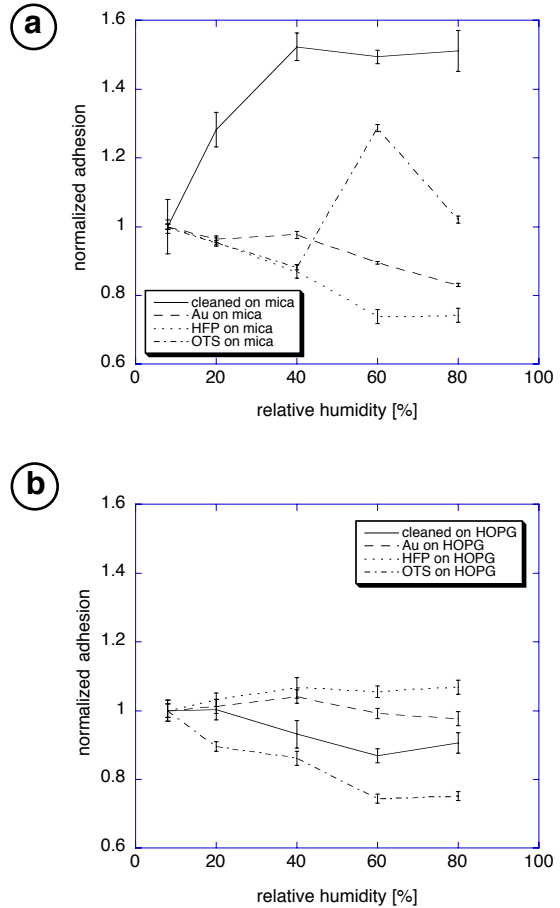 a
1.6
1.4
1.2
1
0.8
0.6
normalized adhesion
cleaned on mica
Au on mica
HFP on mica
OTS on mica
0 20 40 60 80 100
relative humidity [%]
b
1.6
1.4
1.2
1
0.8
0.6
normalized adhesion
cleaned on HOPG
Au on HOPG
HFP on HOPG
OTS on HOPG
0 20 40 60 80 100
relative humidity [%]